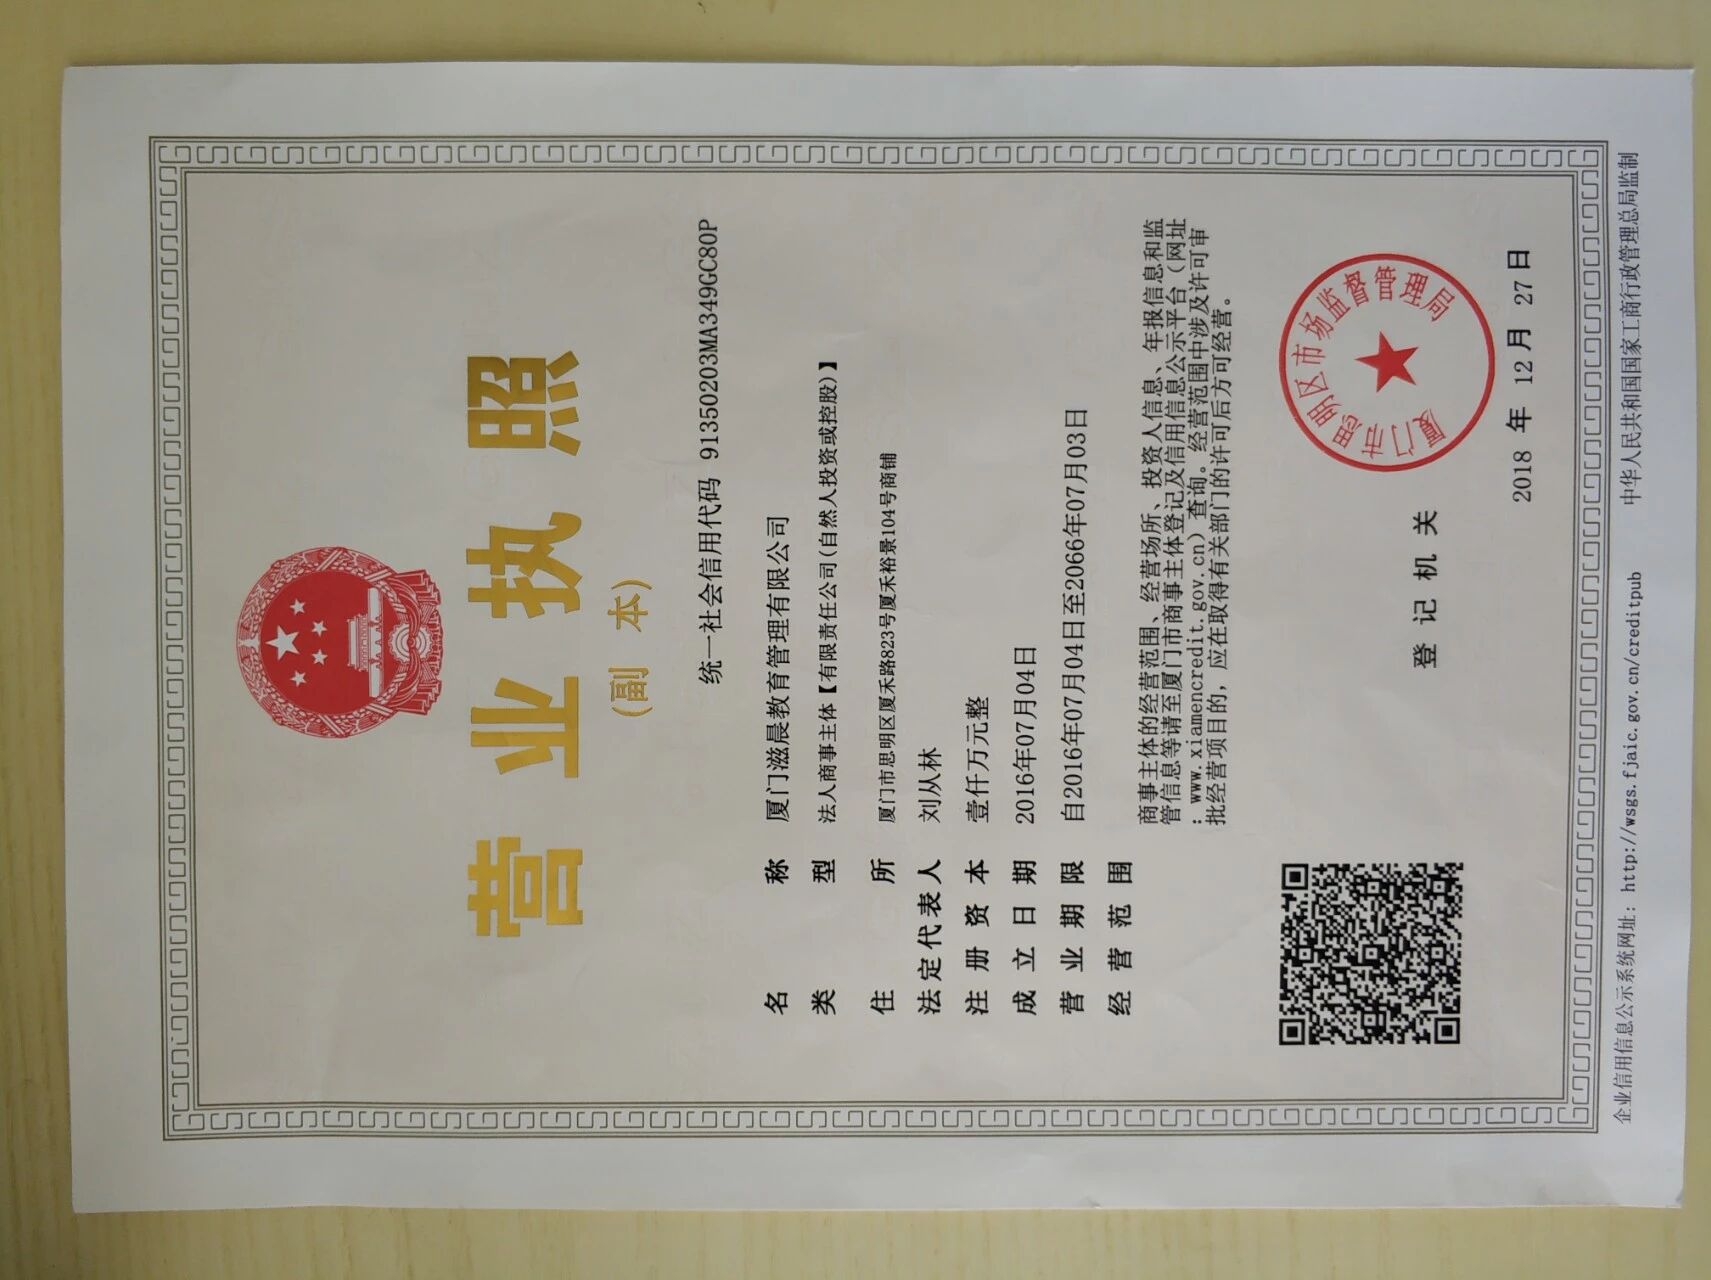 营业执照
(副 本)
统一社会信用代码 91350203MA349GC80P
名 称 厦门滋晨教育管理有限公司
类 型 法人商事主体【有限责任公司(自然人投资或控股)】
住 所 厦门市思明区厦禾路823号厦禾裕景104号商铺
法定代表人 刘从林
注册资本 壹仟万元整
成立日期 2016年07月04日
营业期限 自2016年07月04日至2066年07月03日
经营范围
商事主体的经营范围、经营场所、投资人信息、年报信息和监
管信息等请至厦门市商事主体登记及信用信息公示平台（网址
：www.xiamencredit.gov.cn）查询。经营范围中涉及许可审
批经营项目的，应在取得有关部门的许可后方可经营。
厦门市思明区市场监督管理局
登记机关
2018 年 12 月 27 日
企业信用信息公示系统网址：http://wsgs.fjaic.gov.cn/creditpub
中华人民共和国国家工商行政管理总局监制